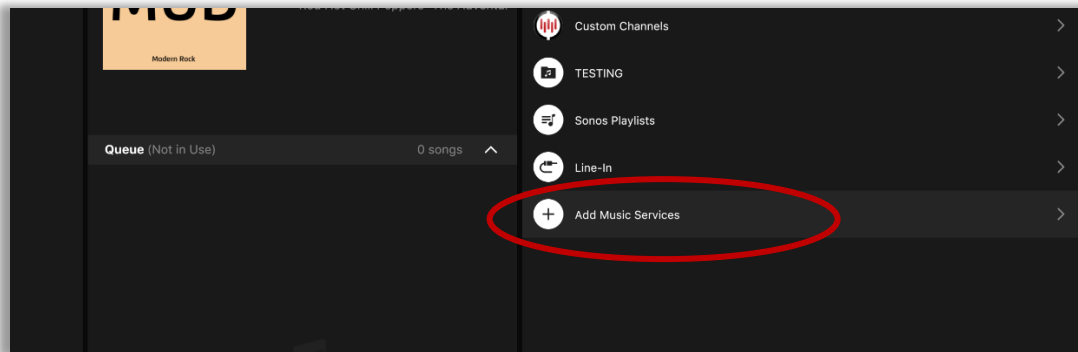 Modern Rock
Queue (Not in Use)
0 songs
Custom Channels
TESTING
Sonos Playlists
Line-In
Add Music Services